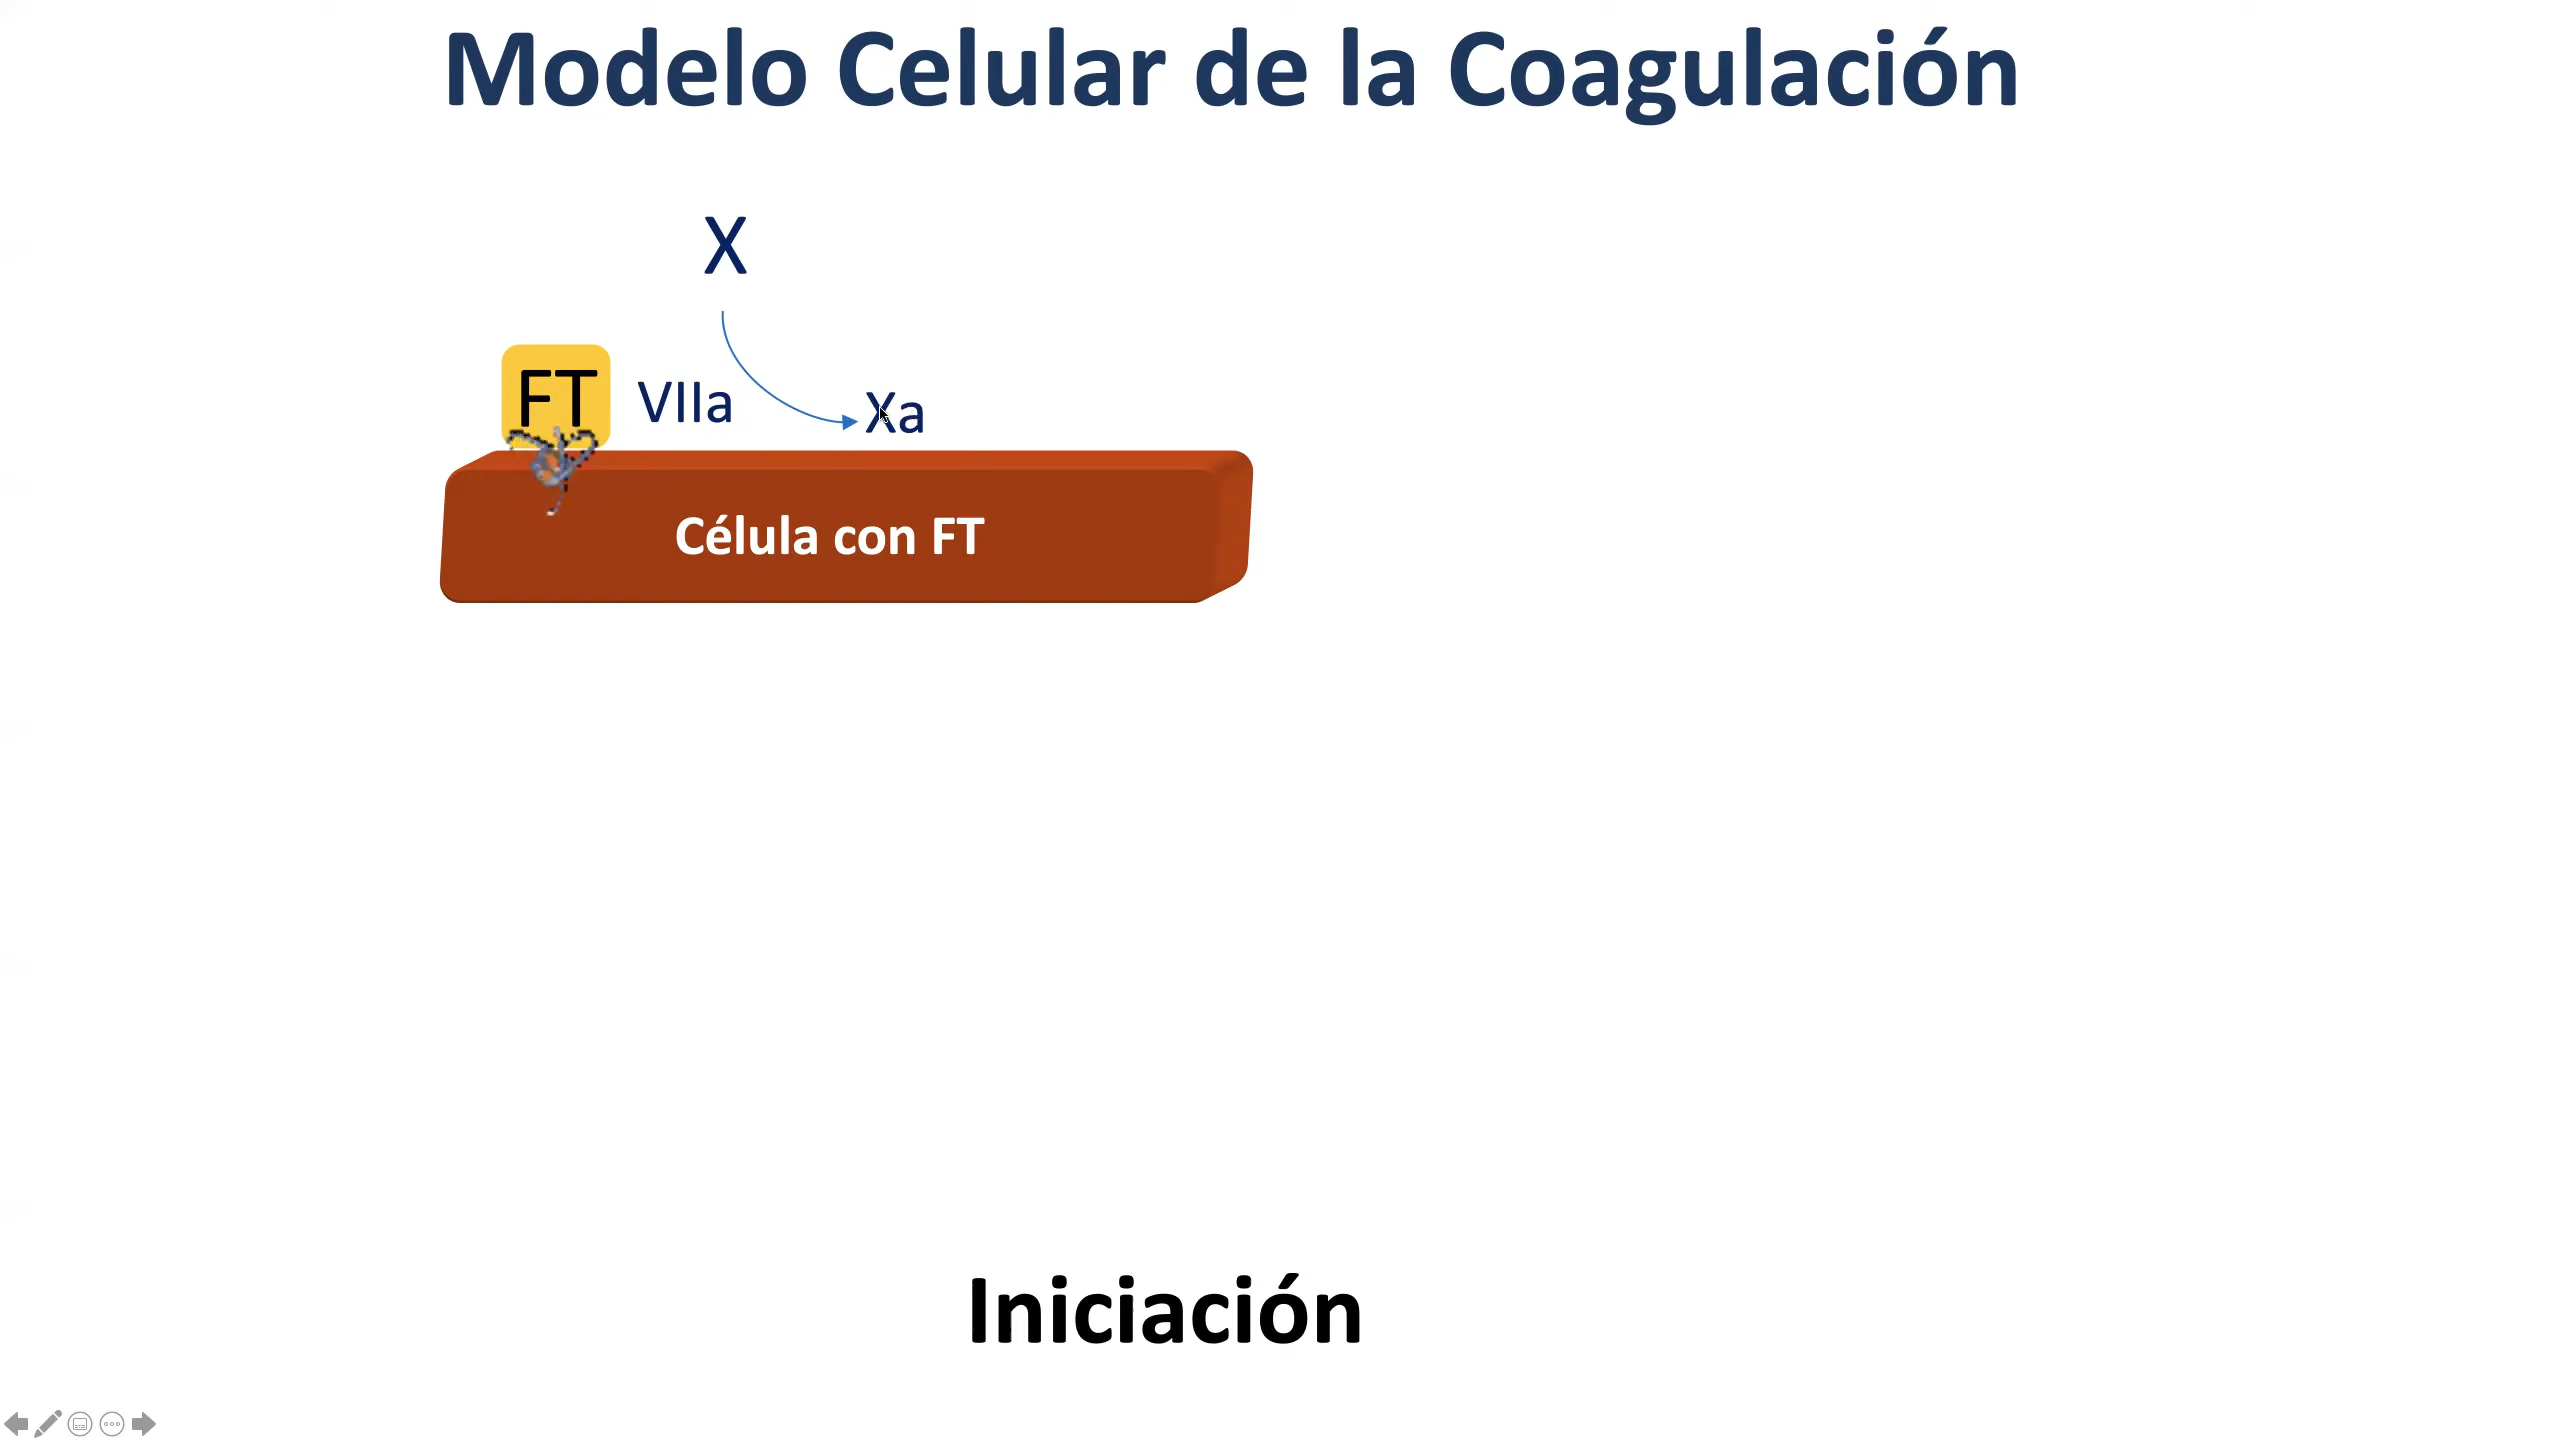 Modelo Celular de la Coagulación
X
FT
VIIa
Xa
Célula con FT
Iniciación